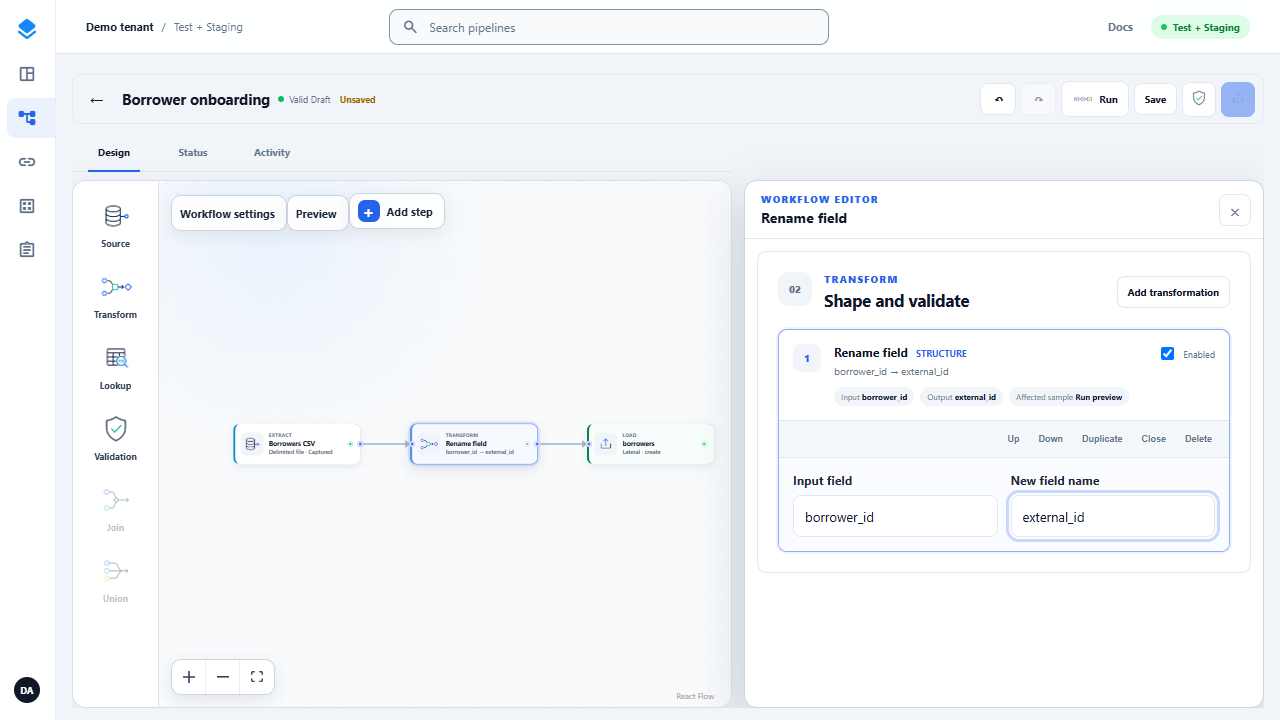 Demo tenant / Test + Staging
Search pipelines
Docs
Test + Staging
←
Borrower onboarding
Valid Draft
Unsaved
Run
Save
Design
Status
Activity
Source
Transform
Lookup
Validation
Join
Union
Workflow settings
Preview
+ Add step
EXTRACT
Borrowers CSV
Delimited file · Captured
TRANSFORM
Rename field
borrower_id → external_id
LOAD
borrowers
Lateral · create
React Flow
DA
WORKFLOW EDITOR
Rename field
02
TRANSFORM
Shape and validate
Add transformation
1
Rename field STRUCTURE
borrower_id → external_id
Enabled
Input borrower_id
Output external_id
Affected sample Run preview
Up
Down
Duplicate
Close
Delete
Input field
New field name
borrower_id
external_id